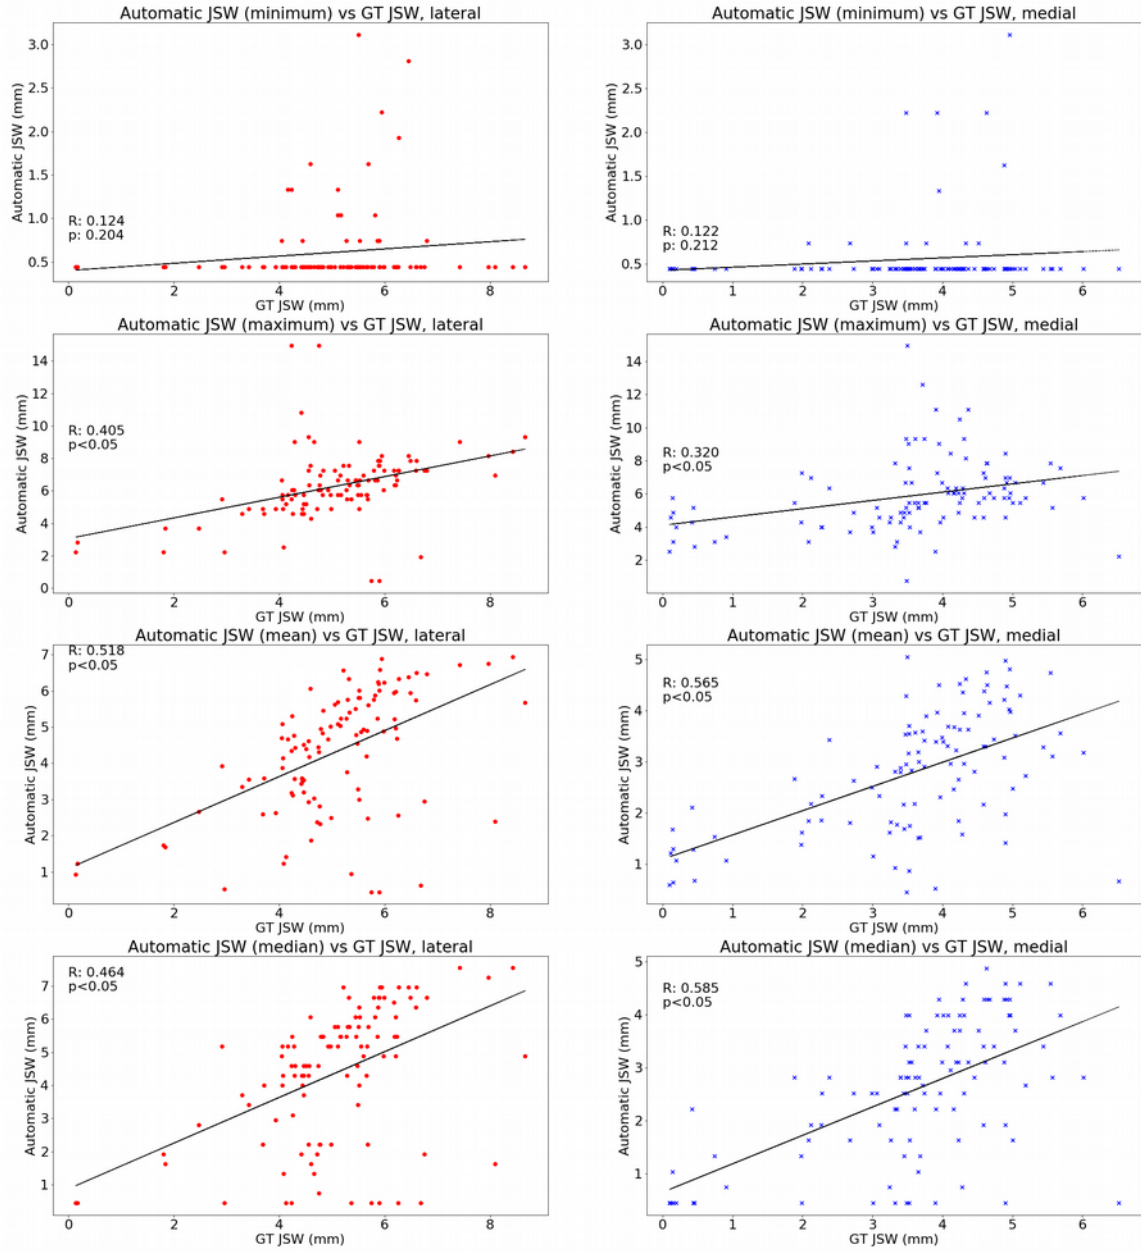 Automatic JSW (minimum) vs GT JSW, lateral
Automatic JSW (mm)
3.0
2.5
2.0
1.5
1.0
0.5
R: 0.124
p: 0.204
0 2 4 6 8
GT JSW (mm)
Automatic JSW (minimum) vs GT JSW, medial
Automatic JSW (mm)
3.0
2.5
2.0
1.5
1.0
0.5
R: 0.122
p: 0.212
0 1 2 3 4 5 6
GT JSW (mm)
Automatic JSW (maximum) vs GT JSW, lateral
Automatic JSW (mm)
14
12
10
8
6
4
2
0
R: 0.405
p<0.05
0 2 4 6 8
GT JSW (mm)
Automatic JSW (maximum) vs GT JSW, medial
Automatic JSW (mm)
14
12
10
8
6
4
2
R: 0.320
p<0.05
0 1 2 3 4 5 6
GT JSW (mm)
Automatic JSW (mean) vs GT JSW, lateral
Automatic JSW (mm)
7
6
5
4
3
2
1
R: 0.518
p<0.05
0 2 4 6 8
GT JSW (mm)
Automatic JSW (mean) vs GT JSW, medial
Automatic JSW (mm)
5
4
3
2
1
R: 0.565
p<0.05
0 1 2 3 4 5 6
GT JSW (mm)
Automatic JSW (median) vs GT JSW, lateral
Automatic JSW (mm)
7
6
5
4
3
2
1
R: 0.464
p<0.05
0 2 4 6 8
GT JSW (mm)
Automatic JSW (median) vs GT JSW, medial
Automatic JSW (mm)
5
4
3
2
1
R: 0.585
p<0.05
0 1 2 3 4 5 6
GT JSW (mm)